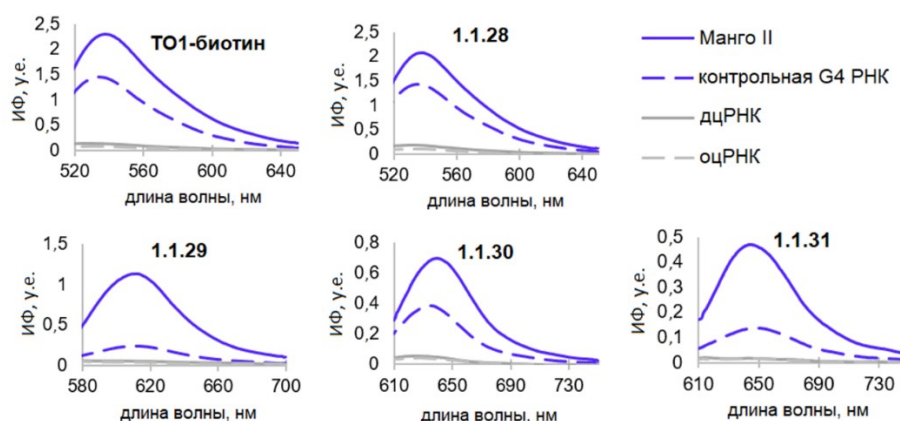 ТО1-биотин
ИФ, у.е.
2,5
2
1,5
1
0,5
0
520 560 600 640
длина волны, нм
1.1.28
ИФ, у.е.
2,5
2
1,5
1
0,5
0
520 560 600 640
длина волны, нм
Манго II
контрольная G4 РНК
дцРНК
оцРНК
1.1.29
ИФ, у.е.
1,5
1
0,5
0
580 620 660 700
длина волны, нм
1.1.30
ИФ, у.е.
0,8
0,6
0,4
0,2
0
610 650 690 730
длина волны, нм
1.1.31
ИФ, у.е.
0,5
0,4
0,3
0,2
0,1
0
610 650 690 730
длина волны, нм